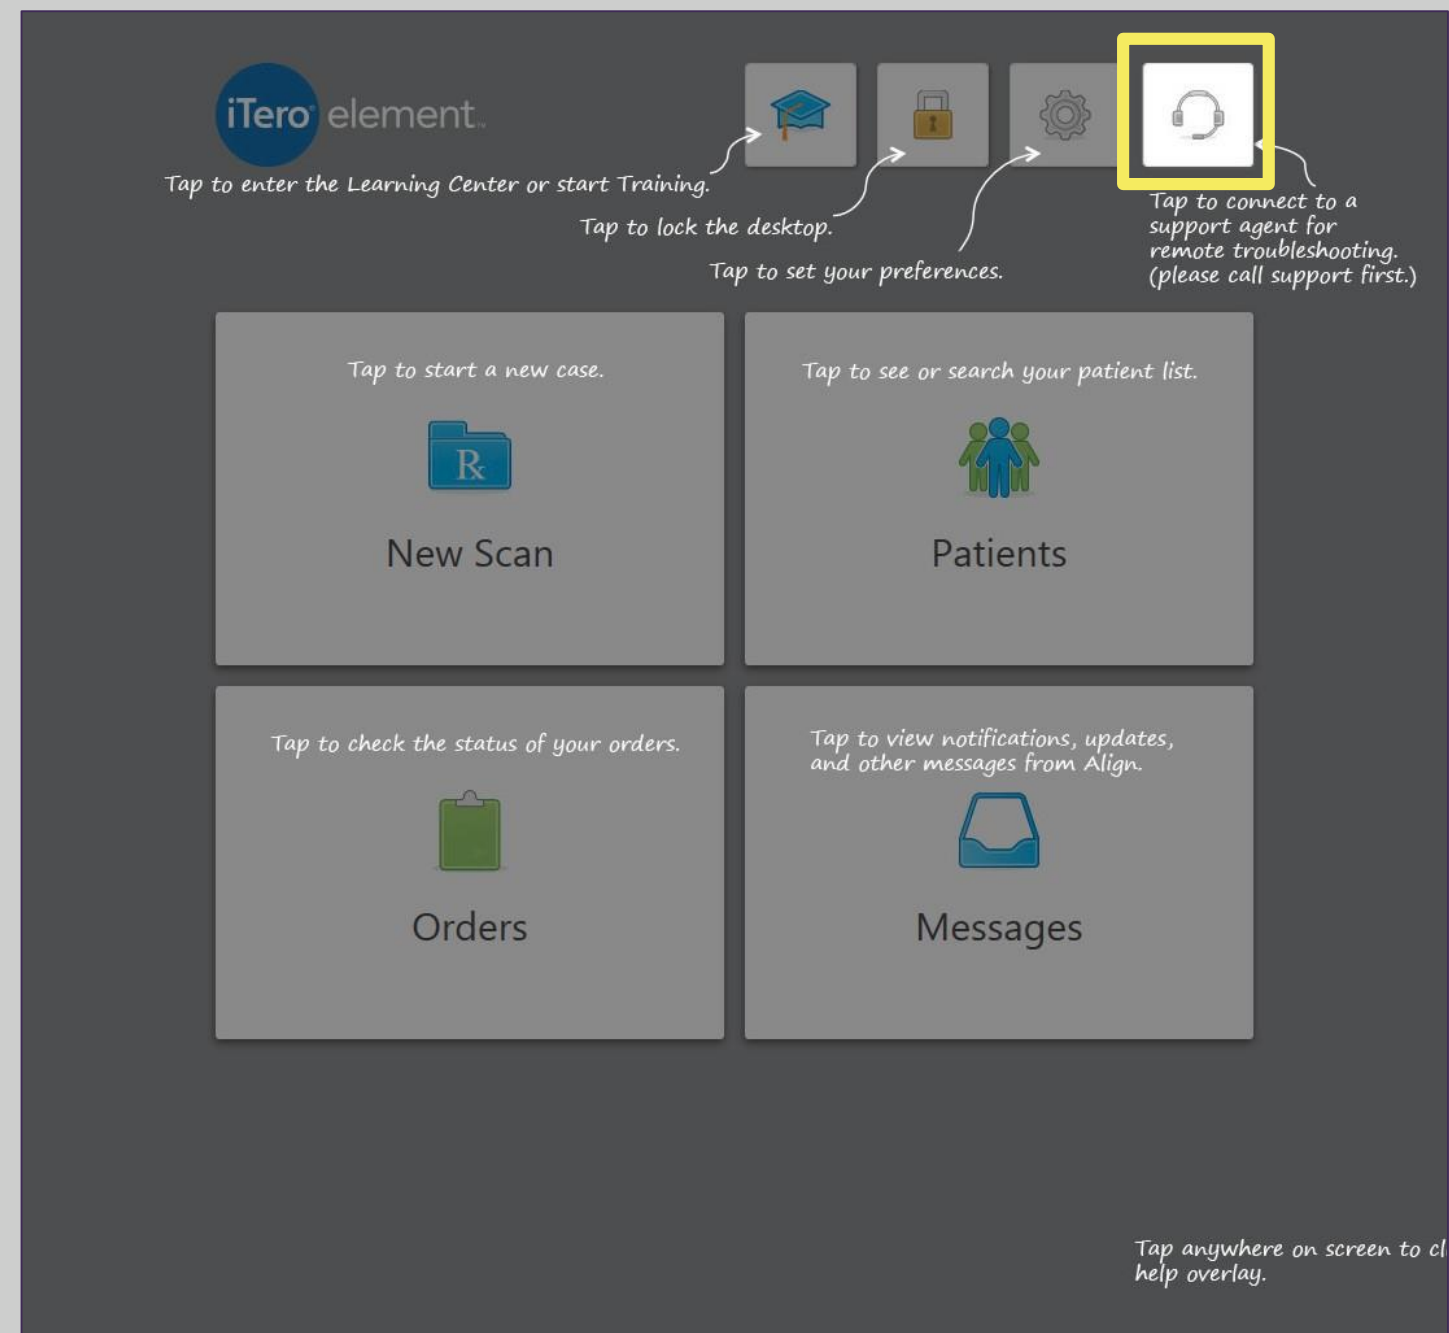 iTero element
Tap to enter the Learning Center or start Training.
Tap to lock the desktop.
Tap to set your preferences.
Tap to connect to a
support agent for
remote troubleshooting.
(please call support first.)
Tap to start a new case.
Rx
New Scan
Tap to see or search your patient list.
Patients
Tap to check the status of your orders.
Orders
Tap to view notifications, updates,
and other messages from Align.
Messages
Tap anywhere on screen to cl
help overlay.